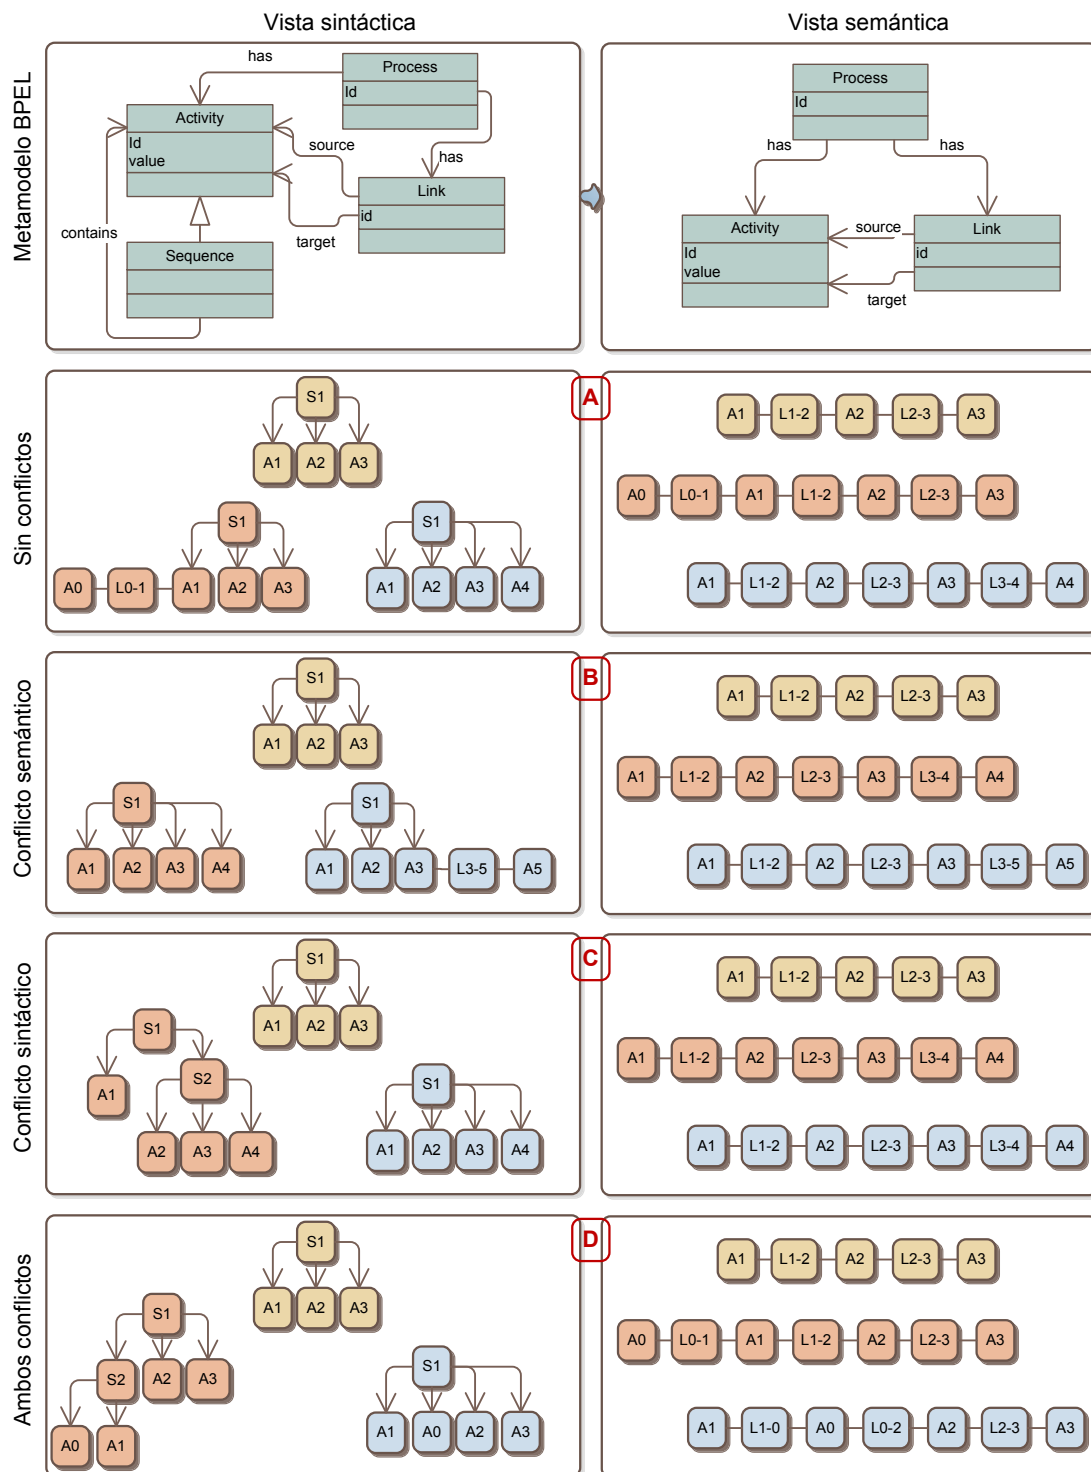 Vista sintáctica
Vista semántica
Metamodelo BPEL
has
Process
Id
Activity
Id
value
source
has
Link
id
contains
target
Sequence
Process
Id
has
has
Activity
Id
value
source
Link
id
target
Sin conflictos
A
S1
A1 A2 A3
S1
A0 L0-1 A1 A2 A3
S1
A1 A2 A3 A4
A1 L1-2 A2 L2-3 A3
A0 L0-1 A1 L1-2 A2 L2-3 A3
A1 L1-2 A2 L2-3 A3 L3-4 A4
Conflicto semántico
B
S1
A1 A2 A3
S1
A1 A2 A3 A4
S1
A1 A2 A3 L3-5 A5
A1 L1-2 A2 L2-3 A3
A1 L1-2 A2 L2-3 A3 L3-4 A4
A1 L1-2 A2 L2-3 A3 L3-5 A5
Conflicto sintáctico
C
S1
A1 A2 A3
S1
A1 S2
A2 A3 A4
S1
A1 A2 A3 A4
A1 L1-2 A2 L2-3 A3
A1 L1-2 A2 L2-3 A3 L3-4 A4
A1 L1-2 A2 L2-3 A3 L3-4 A4
Ambos conflictos
D
S1
A1 A2 A3
S1
S2 A2 A3
A0 A1
S1
A1 A0 A2 A3
A1 L1-2 A2 L2-3 A3
A0 L0-1 A1 L1-2 A2 L2-3 A3
A1 L1-0 A0 L0-2 A2 L2-3 A3